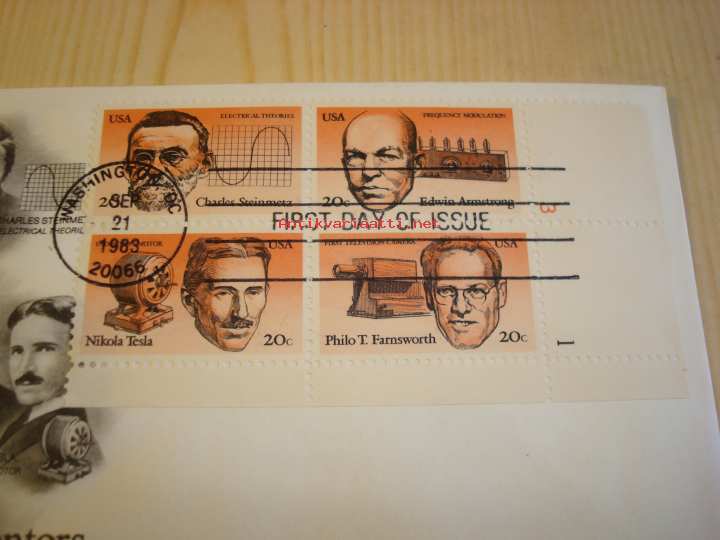 USA ELECTRICAL THEORIES
20c Charles Steinmetz
USA FREQUENCY MODULATION
20c Edwin Armstrong
WASHINGTON, DC
SEP
21
1983
20066
FIRST DAY OF ISSUE
Antikvariaatti.net
MOTOR USA
Nikola Tesla 20c
FIRST TELEVISION CAMERA USA
Philo T. Farnsworth 20c
3
1
CHARLES STEINME
ELECTRICAL THEORI